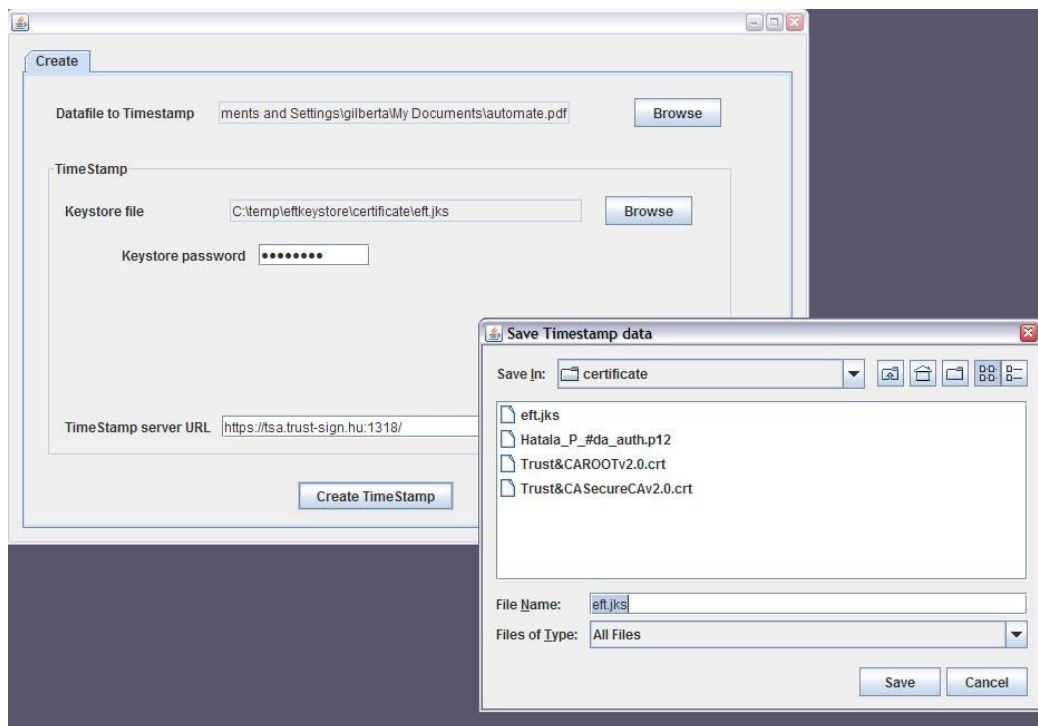 Create
Datafile to Timestamp ments and Settings\gilberta\My Documents\automate.pdf Browse
TimeStamp
Keystore file C:\temp\eftkeystore\certificate\eft.jks Browse
Keystore password ••••••••
TimeStamp server URL https://tsa.trust-sign.hu:1318/
Create TimeStamp
Save Timestamp data
Save In: certificate
eft.jks
Hatala_P_#da_auth.p12
Trust&CAROOTv2.0.crt
Trust&CASecureCAv2.0.crt
File Name: eft.jks
Files of Type: All Files
Save Cancel